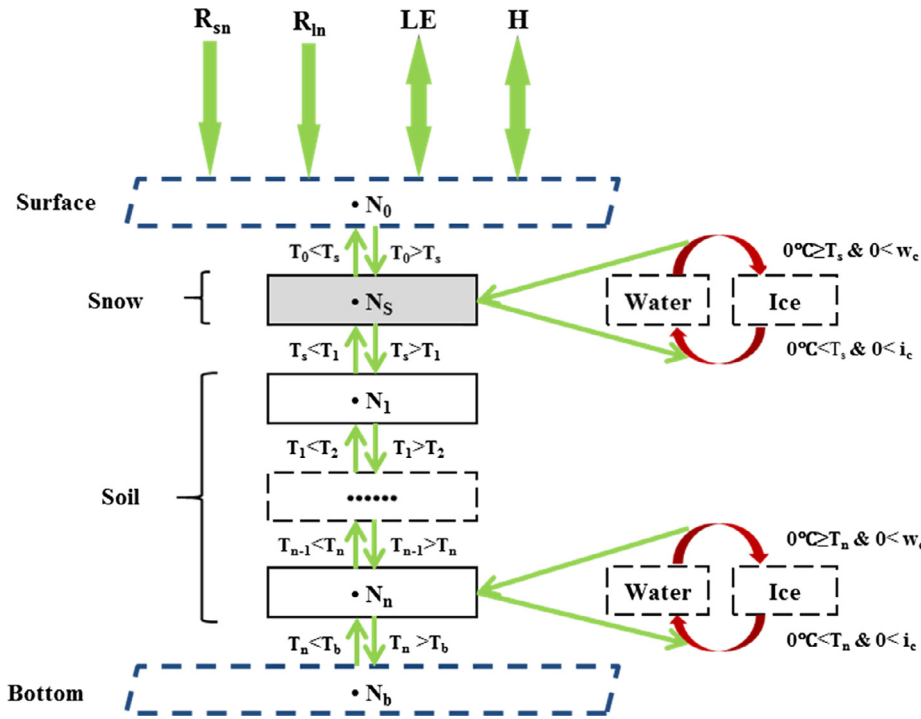 Rsn Rln LE H
Surface
• N0
T0<Ts T0>Ts
0℃≥Ts & 0< wc
Snow
• NS
Water Ice
Ts<T1 Ts>T1
0℃<Ts & 0< ic
• N1
T1<T2 T1>T2
Soil
••••••
Tn-1<Tn Tn-1>Tn
0℃≥Tn & 0< wc
• Nn
Water Ice
Tn<Tb Tn >Tb
0℃<Tn & 0< ic
Bottom
• Nb